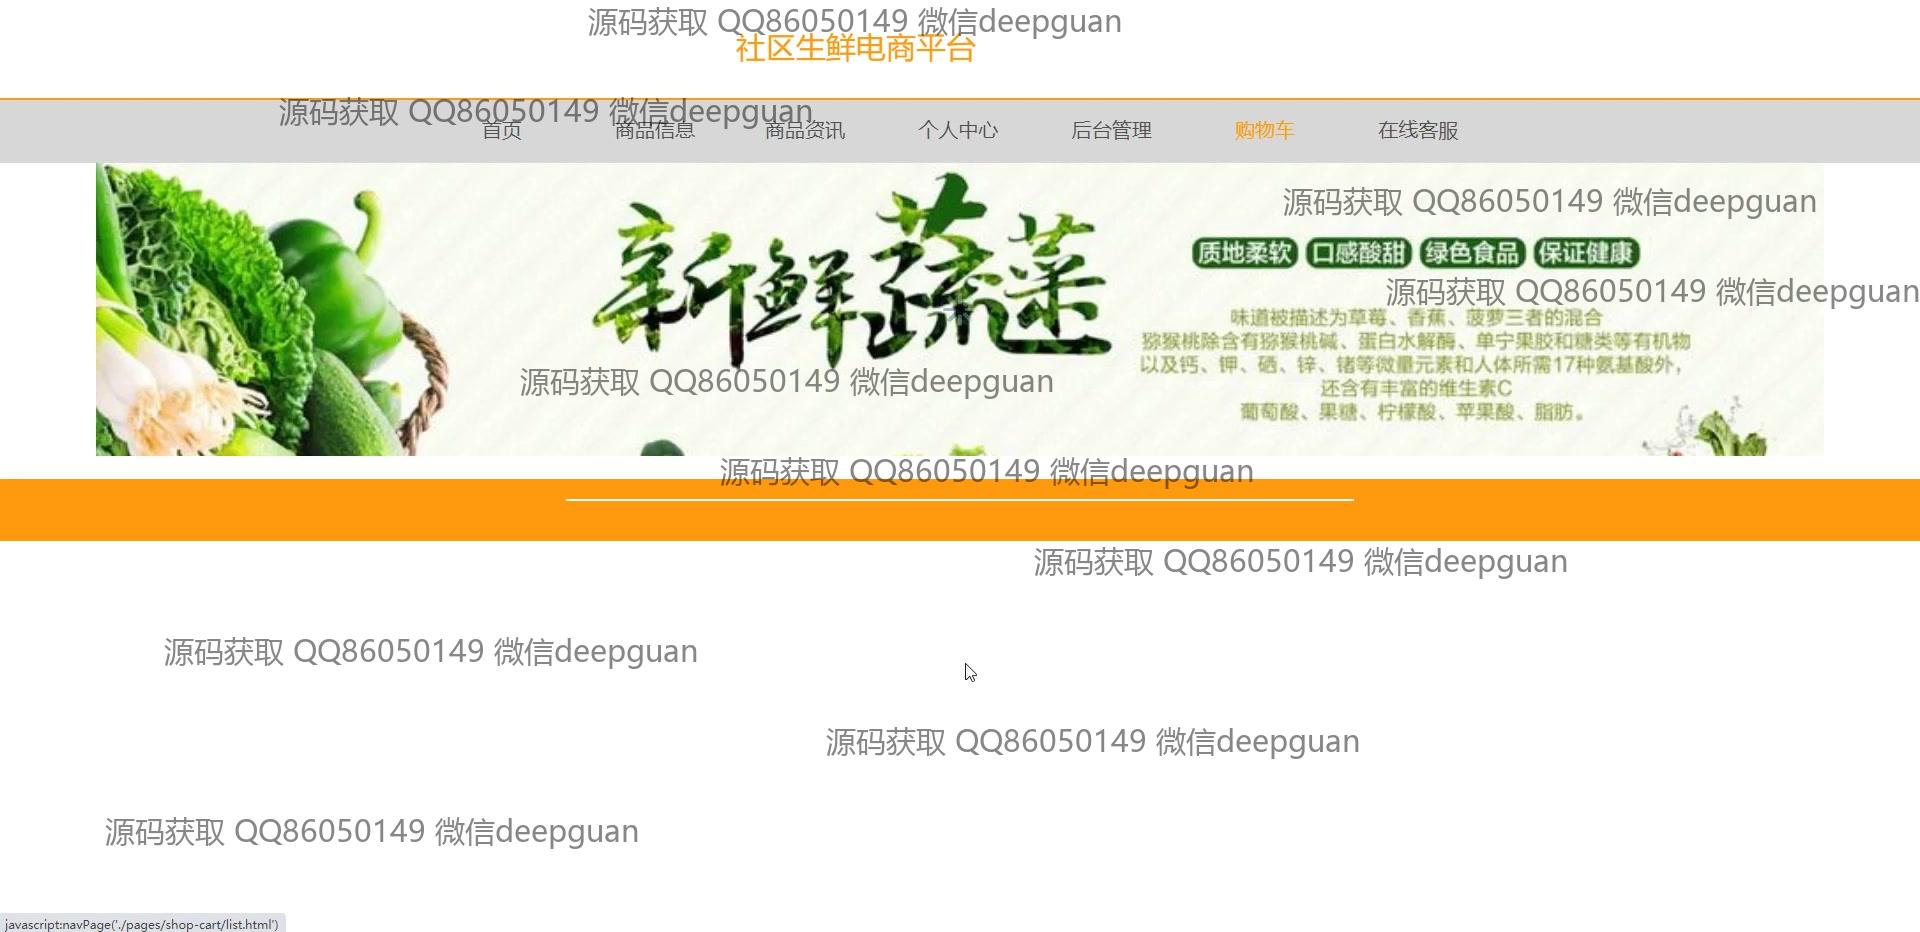 源码获取 QQ86050149 微信deepguan
社区生鲜电商平台
源码获取 QQ86050149 微信deepguan
首页 商品信息 商品资讯 个人中心 后台管理 购物车 在线客服
源码获取 QQ86050149 微信deepguan
新鲜蔬菜
质地柔软 口感酸甜 绿色食品 保证健康
源码获取 QQ86050149 微信deepguan
味道被描述为草莓、香蕉、菠萝三者的混合
猕猴桃除含有猕猴桃碱、蛋白水解酶、单宁果胶和糖类等有机物
以及钙、钾、硒、锌、锗等微量元素和人体所需17种氨基酸外，
还含有丰富的维生素C
葡萄酸、果糖、柠檬酸、苹果酸、脂肪。
源码获取 QQ86050149 微信deepguan
源码获取 QQ86050149 微信deepguan
源码获取 QQ86050149 微信deepguan
源码获取 QQ86050149 微信deepguan
源码获取 QQ86050149 微信deepguan
源码获取 QQ86050149 微信deepguan
javascript:navPage('./pages/shop-cart/list.html')